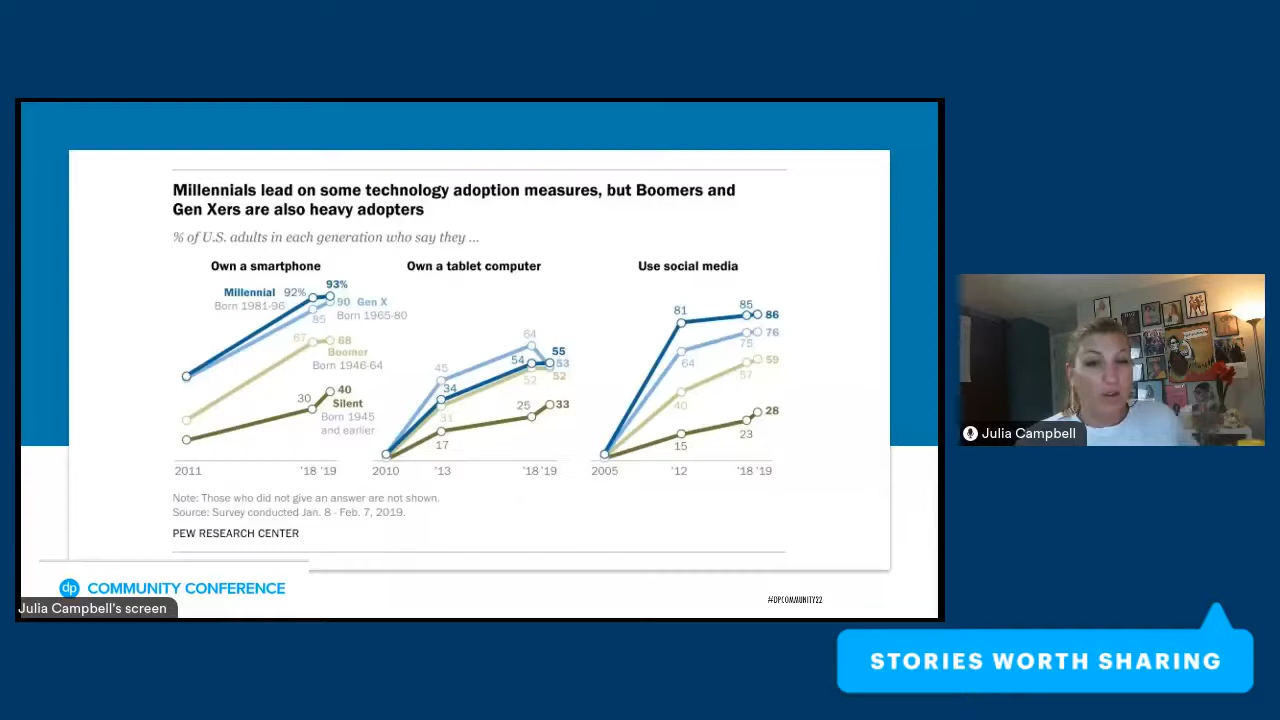 Millennials lead on some technology adoption measures, but Boomers and
Gen Xers are also heavy adopters
% of U.S. adults in each generation who say they ...
Own a smartphone
Millennial
Born 1981-96
92%
93%
90 Gen X
Born 1965-80
85
67
68
Boomer
Born 1946-64
30
40
Silent
Born 1945
and earlier
2011
'18 '19
Own a tablet computer
64
45
34
31
17
54
55
53
52
52
25
33
2010
'13
'18 '19
Use social media
81
85
86
76
75
64
59
57
40
28
23
15
2005
'12
'18 '19
Note: Those who did not give an answer are not shown.
Source: Survey conducted Jan. 8 - Feb. 7, 2019.
PEW RESEARCH CENTER
dp COMMUNITY CONFERENCE
#DPCOMMUNITY22
Julia Campbell's screen
Julia Campbell
STORIES WORTH SHARING